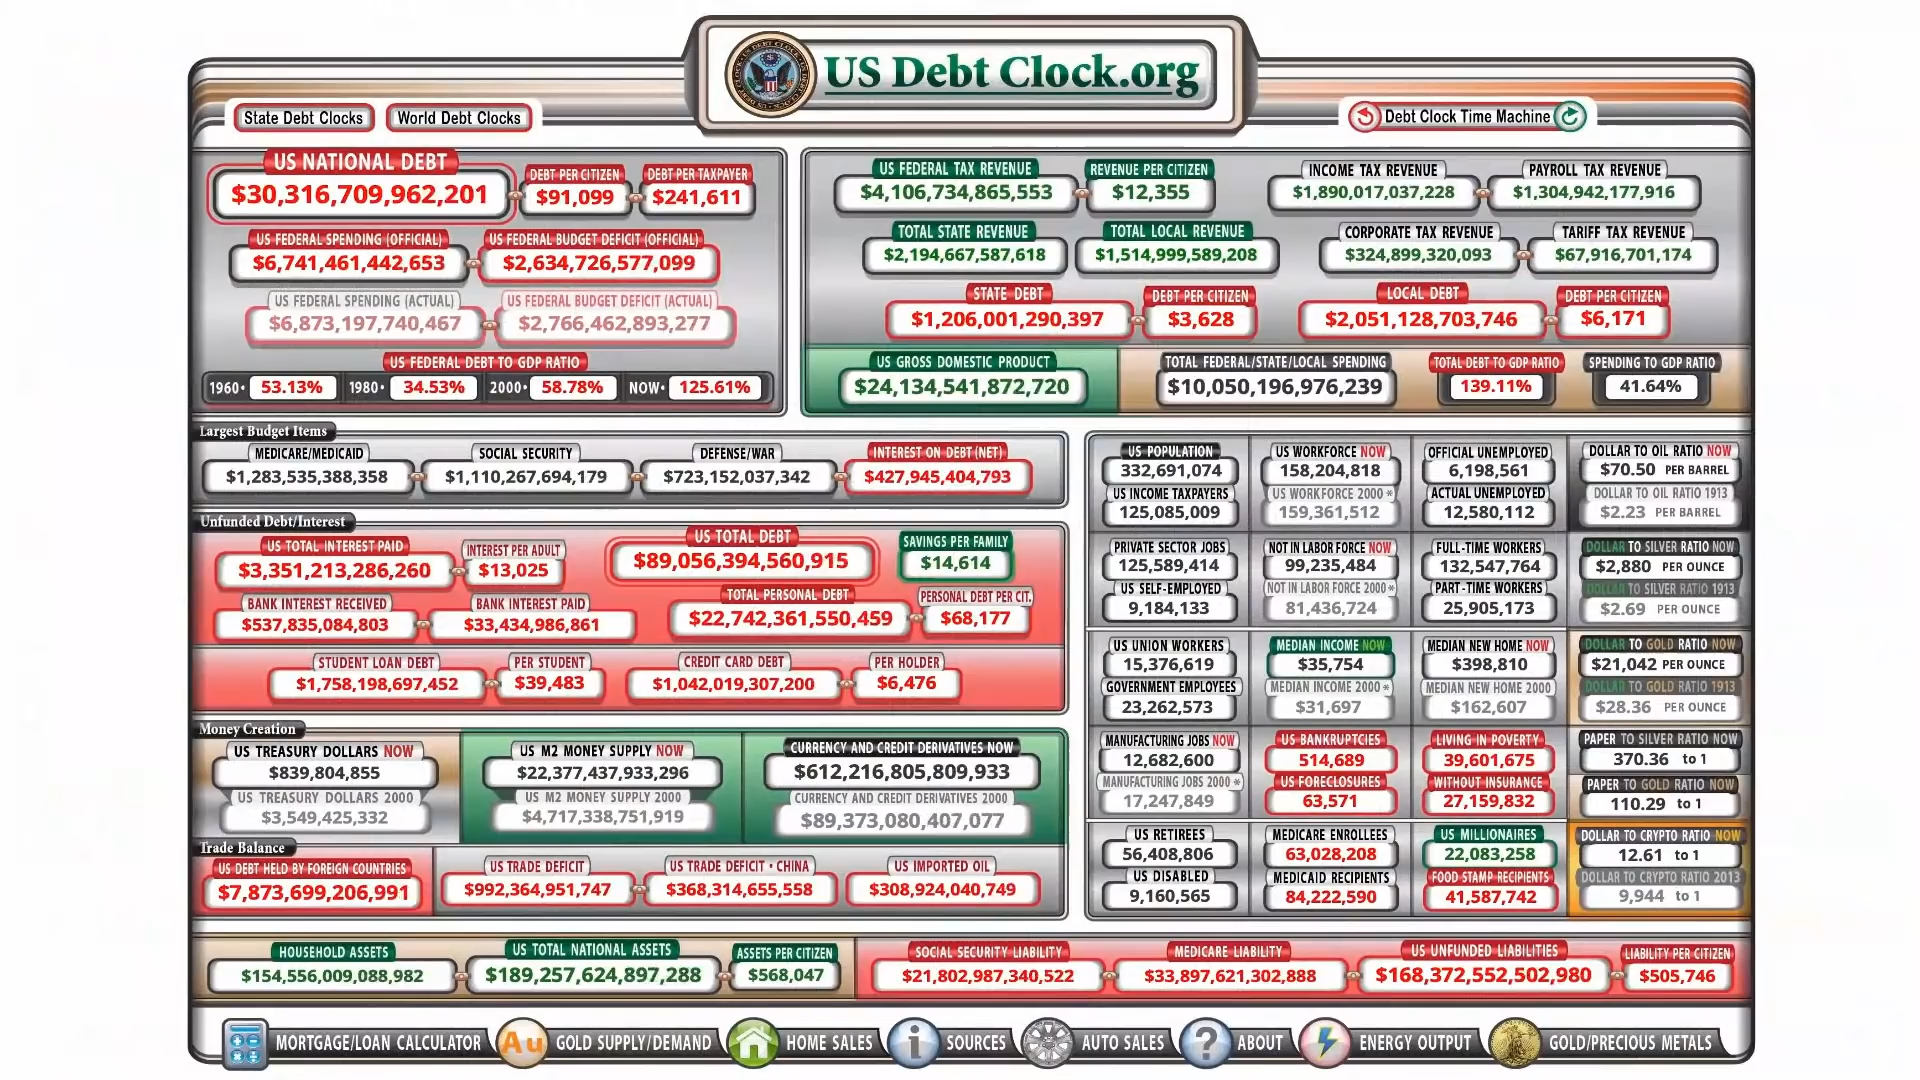 US Debt Clock.org
State Debt Clocks
World Debt Clocks
Debt Clock Time Machine
US NATIONAL DEBT
$30,316,709,962,201
DEBT PER CITIZEN
$91,099
DEBT PER TAXPAYER
$241,611
US FEDERAL SPENDING (OFFICIAL)
$6,741,461,442,653
US FEDERAL BUDGET DEFICIT (OFFICIAL)
$2,634,726,577,099
US FEDERAL SPENDING (ACTUAL)
$6,873,197,740,467
US FEDERAL BUDGET DEFICIT (ACTUAL)
$2,766,462,893,277
US FEDERAL DEBT TO GDP RATIO
1960• 53.13% 1980• 34.53% 2000• 58.78% NOW• 125.61%
US FEDERAL TAX REVENUE
$4,106,734,865,553
REVENUE PER CITIZEN
$12,355
INCOME TAX REVENUE
$1,890,017,037,228
PAYROLL TAX REVENUE
$1,304,942,177,916
TOTAL STATE REVENUE
$2,194,667,587,618
TOTAL LOCAL REVENUE
$1,514,999,589,208
CORPORATE TAX REVENUE
$324,899,320,093
TARIFF TAX REVENUE
$67,916,701,174
STATE DEBT
$1,206,001,290,397
DEBT PER CITIZEN
$3,628
LOCAL DEBT
$2,051,128,703,746
DEBT PER CITIZEN
$6,171
US GROSS DOMESTIC PRODUCT
$24,134,541,872,720
TOTAL FEDERAL/STATE/LOCAL SPENDING
$10,050,196,976,239
TOTAL DEBT TO GDP RATIO
139.11%
SPENDING TO GDP RATIO
41.64%
Largest Budget Items
MEDICARE/MEDICAID
$1,283,535,388,358
SOCIAL SECURITY
$1,110,267,694,179
DEFENSE/WAR
$723,152,037,342
INTEREST ON DEBT (NET)
$427,945,404,793
Unfunded Debt/Interest
US TOTAL INTEREST PAID
$3,351,213,286,260
INTEREST PER ADULT
$13,025
US TOTAL DEBT
$89,056,394,560,915
SAVINGS PER FAMILY
$14,614
BANK INTEREST RECEIVED
$537,835,084,803
BANK INTEREST PAID
$33,434,986,861
TOTAL PERSONAL DEBT
$22,742,361,550,459
PERSONAL DEBT PER CIT.
$68,177
STUDENT LOAN DEBT
$1,758,198,697,452
PER STUDENT
$39,483
CREDIT CARD DEBT
$1,042,019,307,200
PER HOLDER
$6,476
Money Creation
US TREASURY DOLLARS NOW
$839,804,855
US TREASURY DOLLARS 2000
$3,549,425,332
US M2 MONEY SUPPLY NOW
$22,377,437,933,296
US M2 MONEY SUPPLY 2000
$4,717,338,751,919
CURRENCY AND CREDIT DERIVATIVES NOW
$612,216,805,809,933
CURRENCY AND CREDIT DERIVATIVES 2000
$89,373,080,407,077
Trade Balance
US DEBT HELD BY FOREIGN COUNTRIES
$7,873,699,206,991
US TRADE DEFICIT
$992,364,951,747
US TRADE DEFICIT • CHINA
$368,314,655,558
US IMPORTED OIL
$308,924,040,749
US POPULATION
332,691,074
US INCOME TAXPAYERS
125,085,009
US WORKFORCE NOW
158,204,818
US WORKFORCE 2000 *
159,361,512
OFFICIAL UNEMPLOYED
6,198,561
ACTUAL UNEMPLOYED
12,580,112
DOLLAR TO OIL RATIO NOW
$70.50 PER BARREL
DOLLAR TO OIL RATIO 1913
$2.23 PER BARREL
PRIVATE SECTOR JOBS
125,589,414
US SELF-EMPLOYED
9,184,133
NOT IN LABOR FORCE NOW
99,235,484
NOT IN LABOR FORCE 2000*
81,436,724
FULL-TIME WORKERS
132,547,764
PART-TIME WORKERS
25,905,173
DOLLAR TO SILVER RATIO NOW
$2,880 PER OUNCE
DOLLAR TO SILVER RATIO 1913
$2.69 PER OUNCE
US UNION WORKERS
15,376,619
GOVERNMENT EMPLOYEES
23,262,573
MEDIAN INCOME NOW
$35,754
MEDIAN INCOME 2000 *
$31,697
MEDIAN NEW HOME NOW
$398,810
MEDIAN NEW HOME 2000
$162,607
DOLLAR TO GOLD RATIO NOW
$21,042 PER OUNCE
DOLLAR TO GOLD RATIO 1913
$28.36 PER OUNCE
MANUFACTURING JOBS NOW
12,682,600
MANUFACTURING JOBS 2000 *
17,247,849
US BANKRUPTCIES
514,689
US FORECLOSURES
63,571
LIVING IN POVERTY
39,601,675
WITHOUT INSURANCE
27,159,832
PAPER TO SILVER RATIO NOW
370.36 to 1
PAPER TO GOLD RATIO NOW
110.29 to 1
US RETIREES
56,408,806
US DISABLED
9,160,565
MEDICARE ENROLLEES
63,028,208
MEDICAID RECIPIENTS
84,222,590
US MILLIONAIRES
22,083,258
FOOD STAMP RECIPIENTS
41,587,742
DOLLAR TO CRYPTO RATIO NOW
12.61 to 1
DOLLAR TO CRYPTO RATIO 2013
9,944 to 1
HOUSEHOLD ASSETS
$154,556,009,088,982
US TOTAL NATIONAL ASSETS
$189,257,624,897,288
ASSETS PER CITIZEN
$568,047
SOCIAL SECURITY LIABILITY
$21,802,987,340,522
MEDICARE LIABILITY
$33,897,621,302,888
US UNFUNDED LIABILITIES
$168,372,552,502,980
LIABILITY PER CITIZEN
$505,746
MORTGAGE/LOAN CALCULATOR
Au GOLD SUPPLY/DEMAND
HOME SALES
i SOURCES
AUTO SALES
? ABOUT
ENERGY OUTPUT
GOLD/PRECIOUS METALS